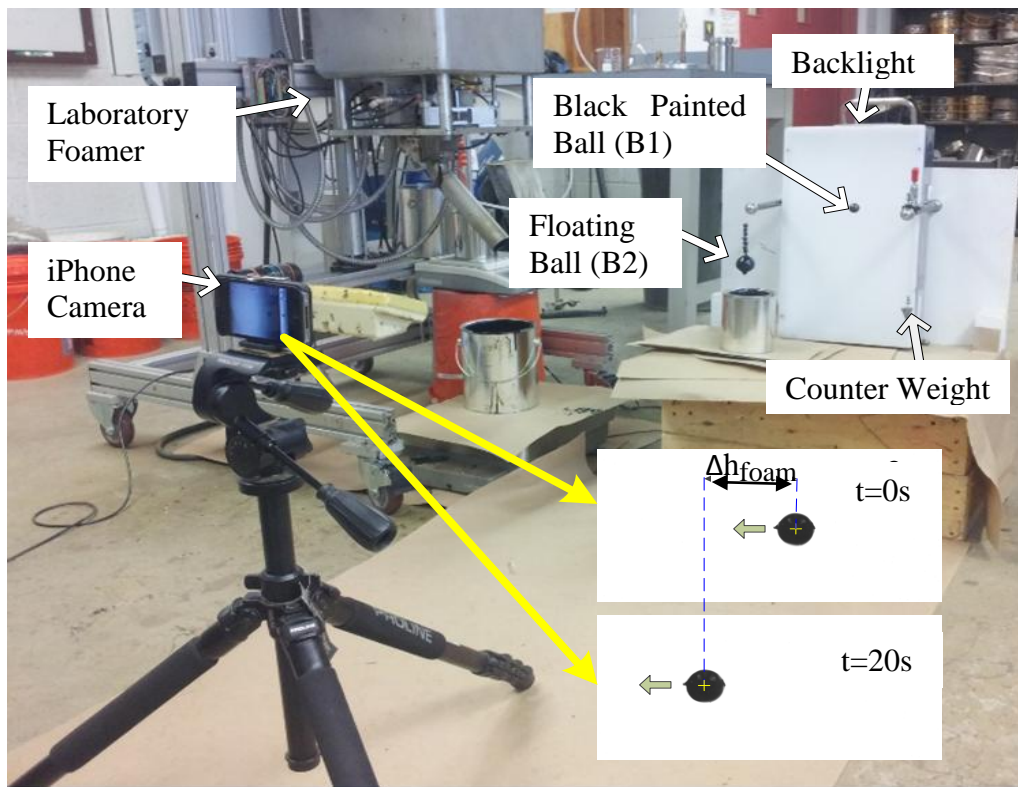 Laboratory
Foamer
iPhone
Camera
Black Painted
Ball (B1)
Backlight
Floating
Ball (B2)
Counter Weight
Δhfoam
t=0s
t=20s
PROLINE